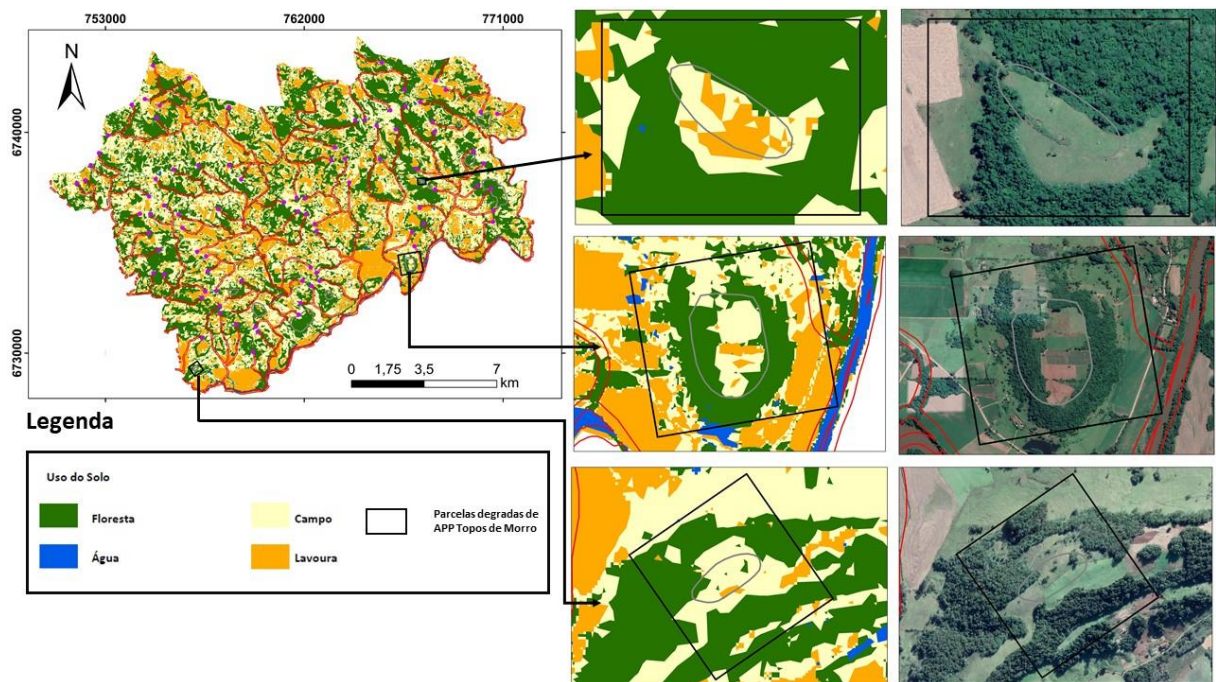 753000
762000
771000
N
6740000
6730000
0
1,75
3,5
7
km
Legenda
Uso do Solo
Floresta
Campo
Parcelas degradas de
APP Topos de Morro
Água
Lavoura